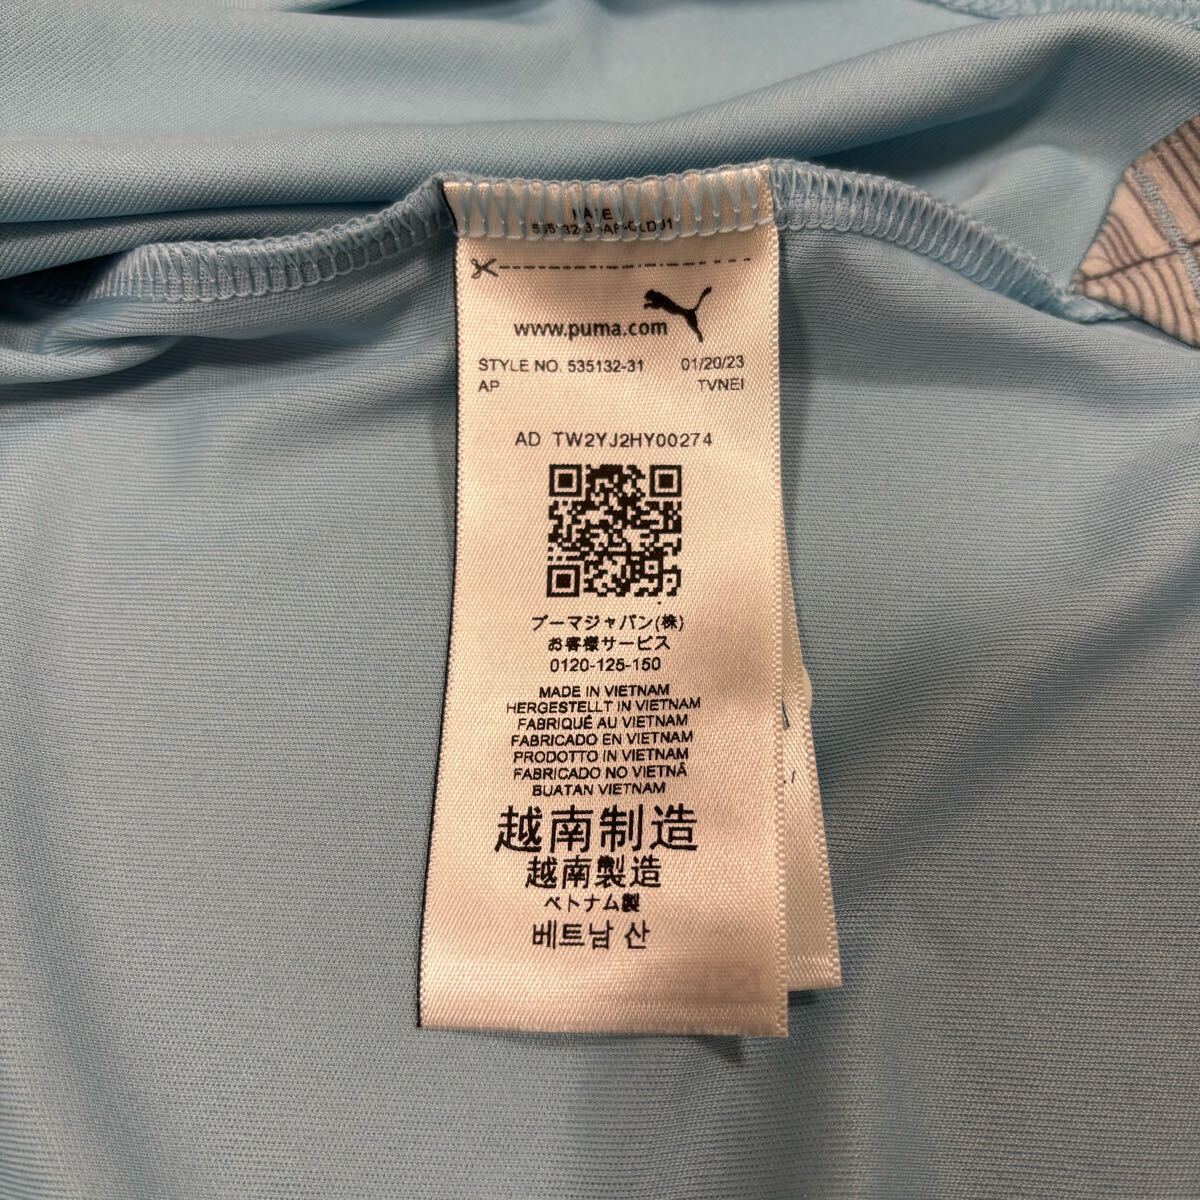 www.puma.com
STYLE NO. 535132-31 01/20/23
AP TVNEI
AD TW2YJ2HY00274
プーマジャパン(株)
お客様サービス
0120-125-150
MADE IN VIETNAM
HERGESTELLT IN VIETNAM
FABRIQUÉ AU VIETNAM
FABRICADO EN VIETNAM
PRODOTTO IN VIETNAM
FABRICADO NO VIETNÃ
BUATAN VIETNAM
越南制造
越南製造
ベトナム製
베트남 산